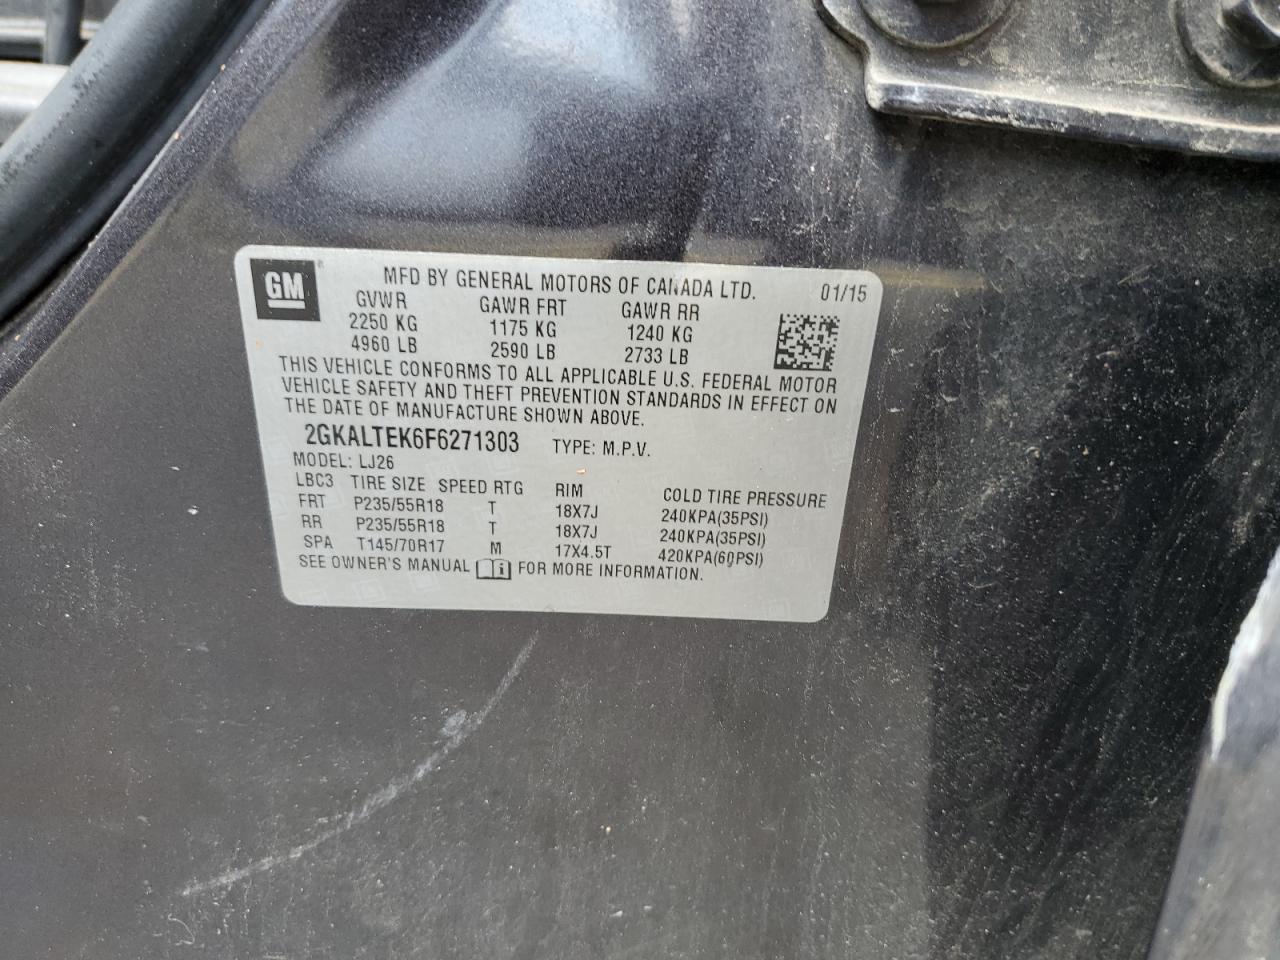 GM
MFD BY GENERAL MOTORS OF CANADA LTD. 01/15
GVWR GAWR FRT GAWR RR
2250 KG 1175 KG 1240 KG
4960 LB 2590 LB 2733 LB
THIS VEHICLE CONFORMS TO ALL APPLICABLE U.S. FEDERAL MOTOR
VEHICLE SAFETY AND THEFT PREVENTION STANDARDS IN EFFECT ON
THE DATE OF MANUFACTURE SHOWN ABOVE.
2GKALTEK6F6271303 TYPE: M.P.V.
MODEL: LJ26
LBC3 TIRE SIZE SPEED RTG RIM COLD TIRE PRESSURE
FRT P235/55R18 T 18X7J 240KPA(35PSI)
RR P235/55R18 T 18X7J 240KPA(35PSI)
SPA T145/70R17 M 17X4.5T 420KPA(60PSI)
SEE OWNER'S MANUAL FOR MORE INFORMATION.